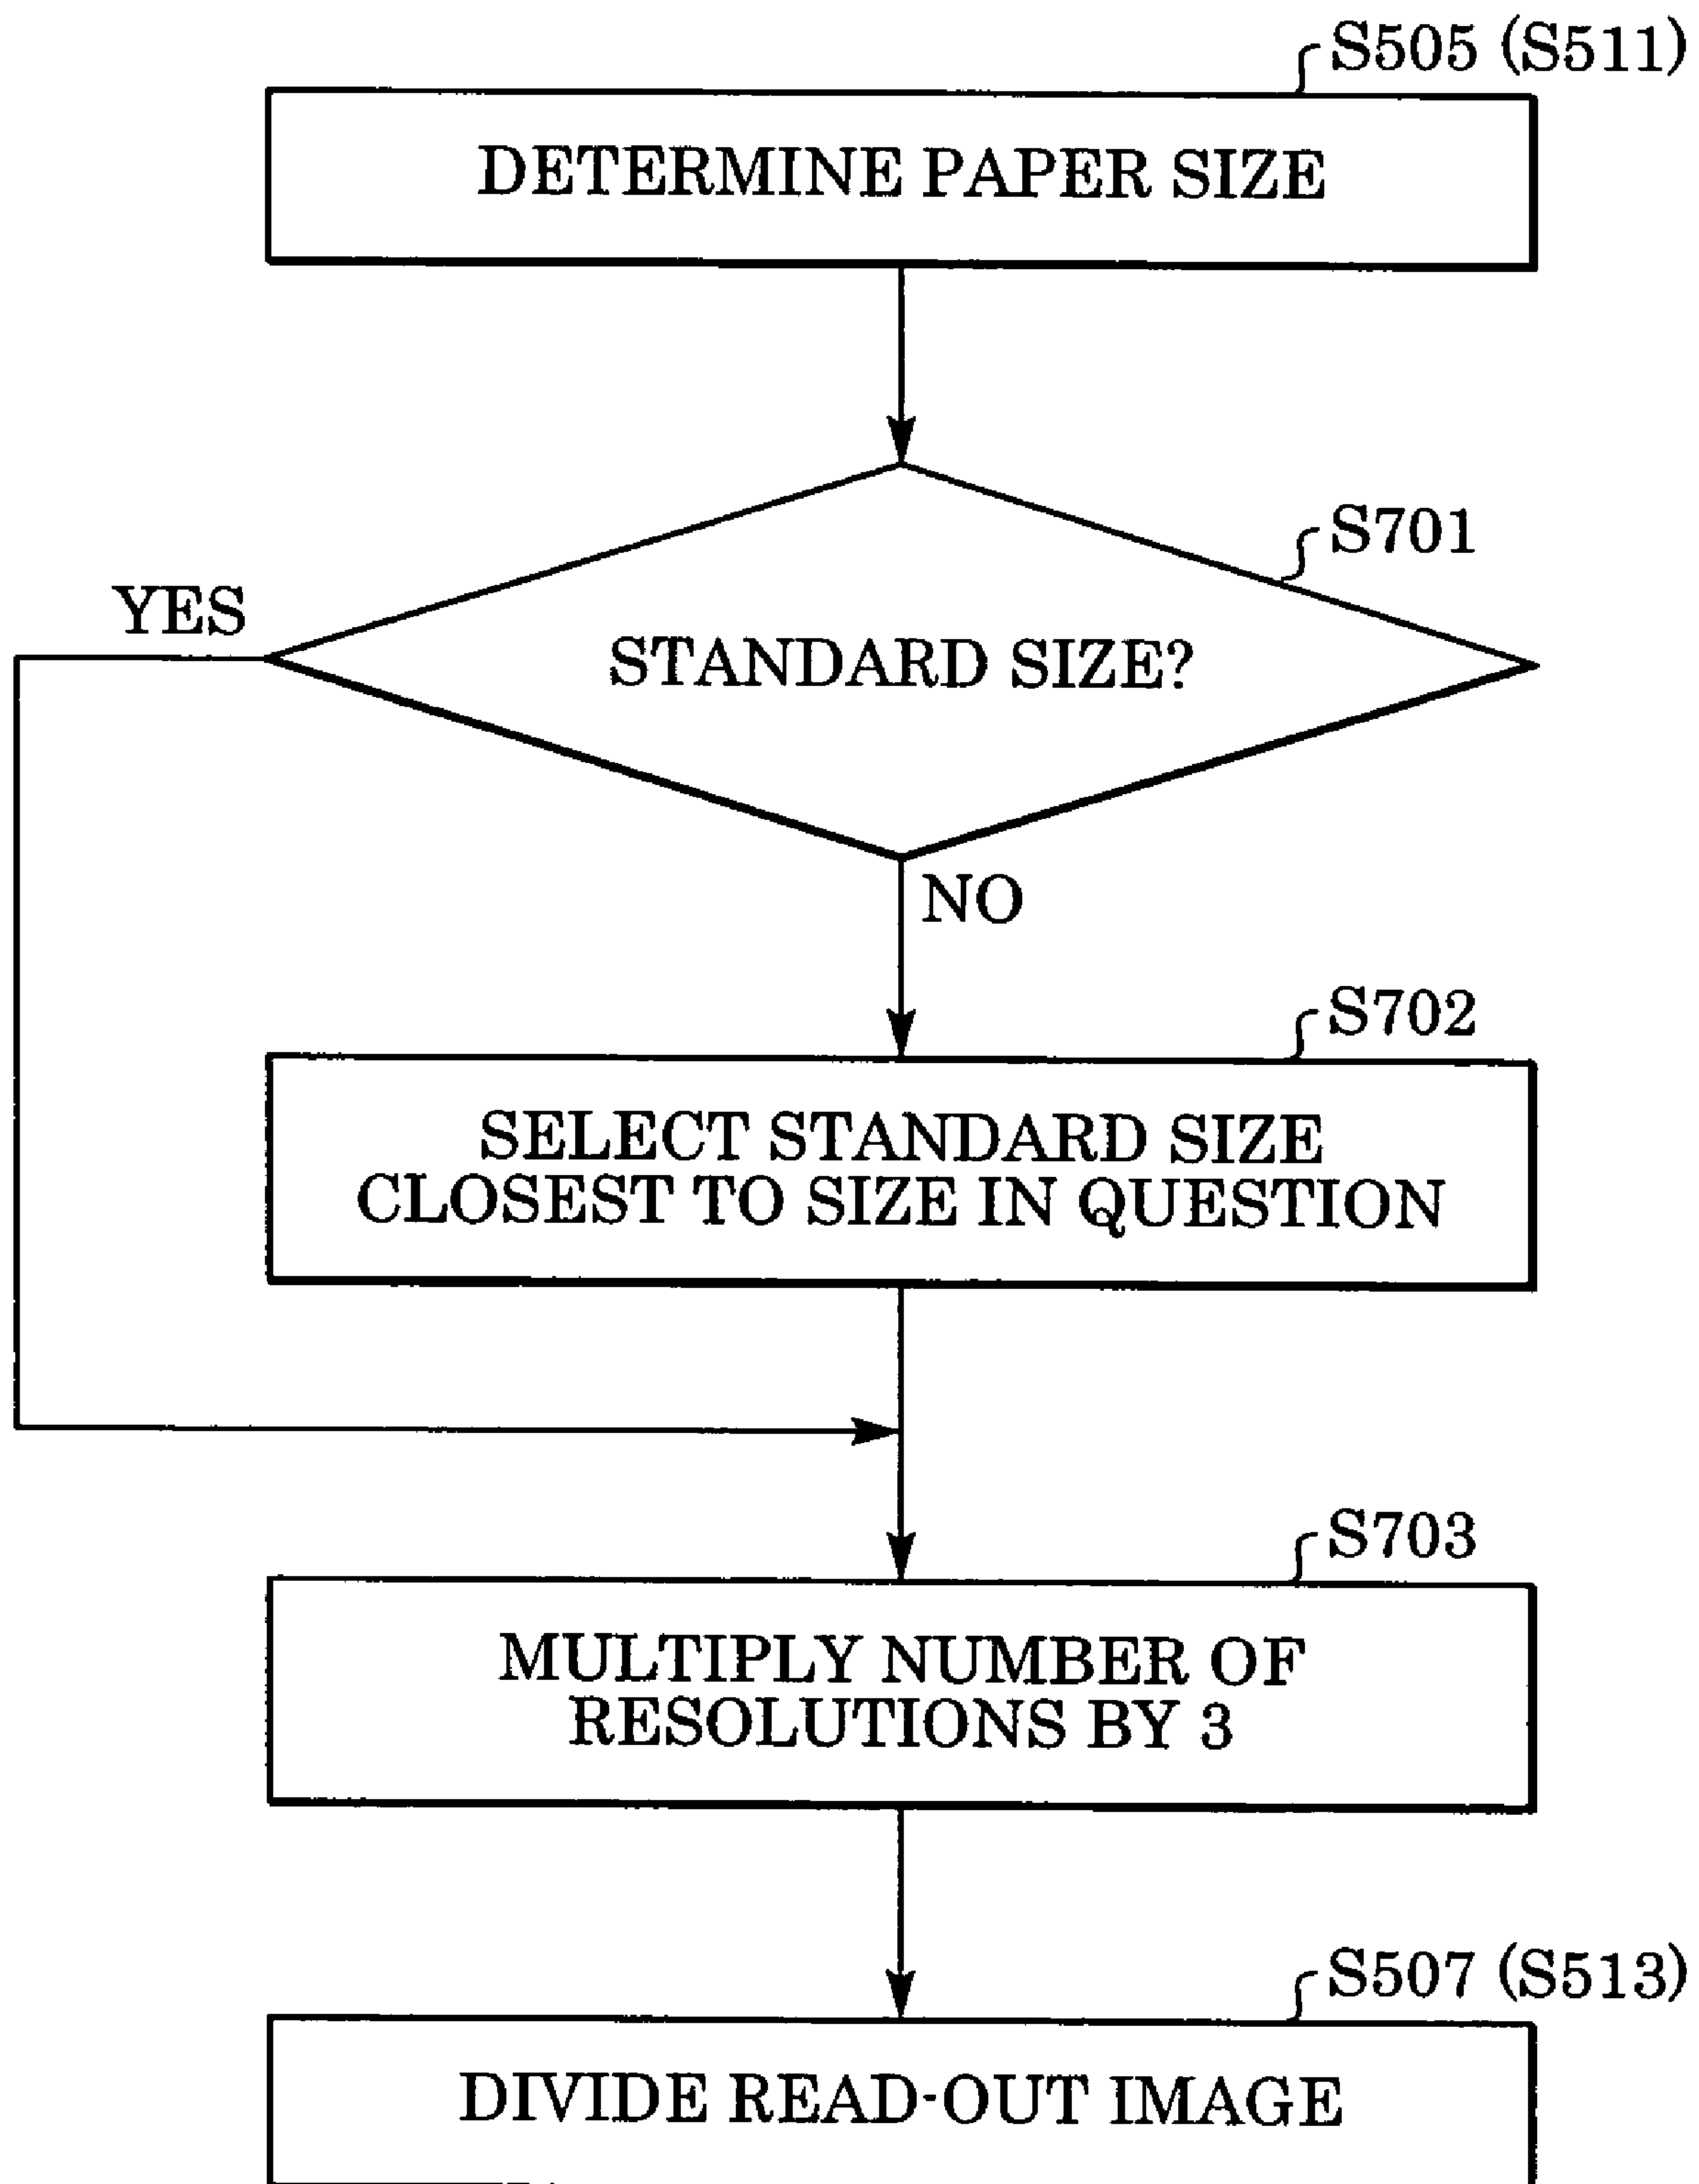 S505 (S511)
DETERMINE PAPER SIZE
S701
YES
STANDARD SIZE?
NO
S702
SELECT STANDARD SIZE
CLOSEST TO SIZE IN QUESTION
S703
MULTIPLY NUMBER OF
RESOLUTIONS BY 3
S507 (S513)
DIVIDE READ-OUT IMAGE